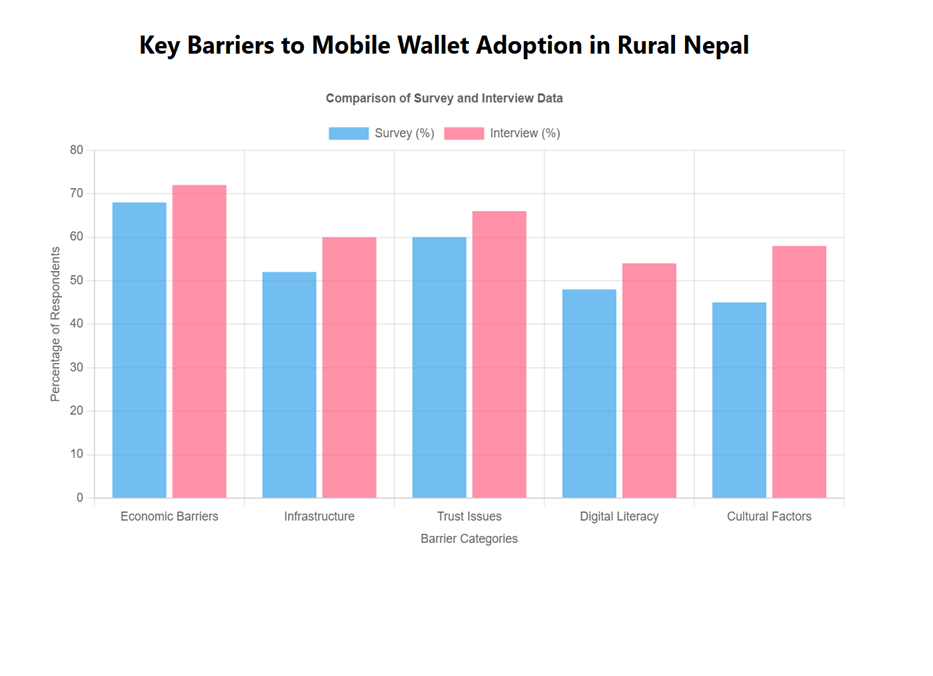 Key Barriers to Mobile Wallet Adoption in Rural Nepal
Comparison of Survey and Interview Data
Survey (%) Interview (%)
80
70
60
50
40
30
20
10
0
Percentage of Respondents
Economic Barriers Infrastructure Trust Issues Digital Literacy Cultural Factors
Barrier Categories